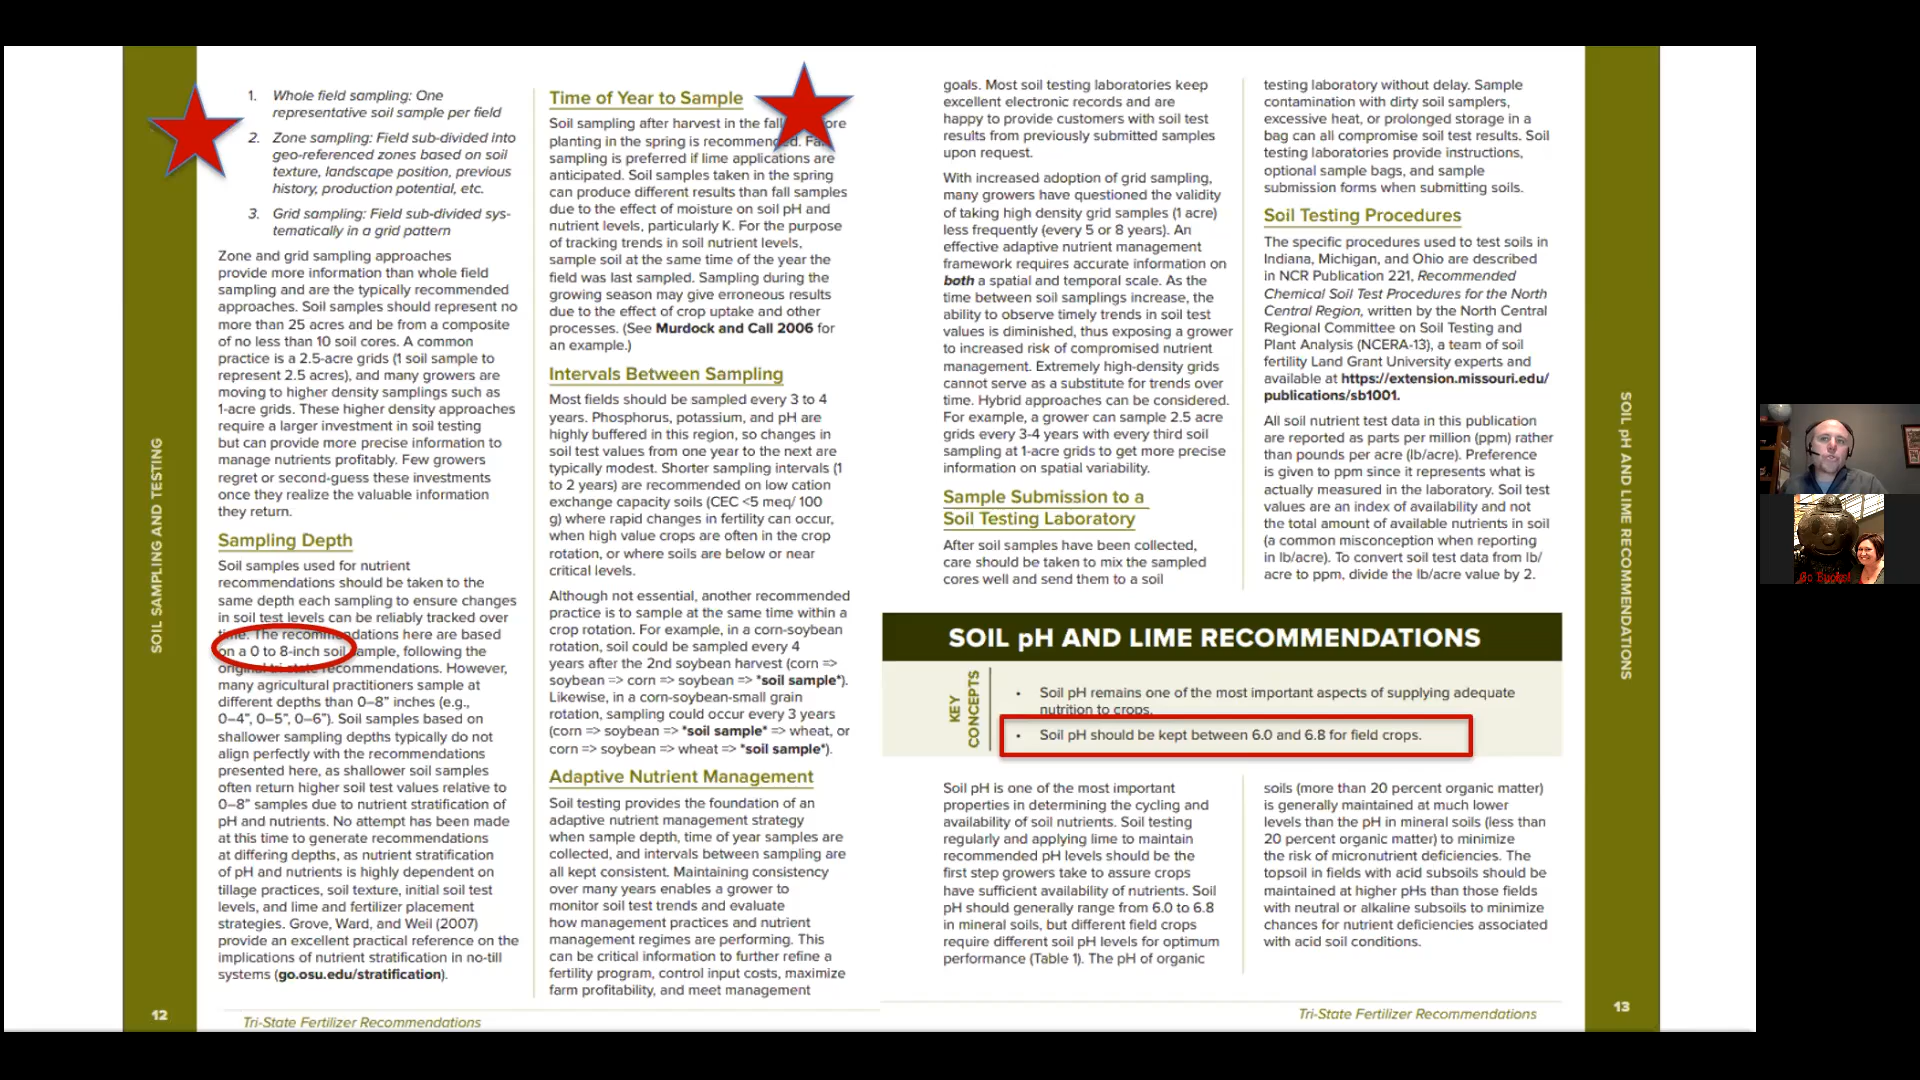 1. Whole field sampling: One
representative soil sample per field
2. Zone sampling: Field sub-divided into
geo-referenced zones based on soil
texture, landscape position, previous
history, production potential, etc.
3. Grid sampling: Field sub-divided sys-
tematically in a grid pattern
Zone and grid sampling approaches
provide more information than whole field
sampling and are the typically recommended
approaches. Soil samples should represent no
more than 25 acres and be from a composite
of no less than 10 soil cores. A common
practice is a 2.5-acre grids (1 soil sample to
represent 2.5 acres), and many growers are
moving to higher density samplings such as
1-acre grids. These higher density approaches
require a larger investment in soil testing
but can provide more precise information to
manage nutrients profitably. Few growers
regret or second-guess these investments
once they realize the valuable information
they return.
Sampling Depth
Soil samples used for nutrient
recommendations should be taken to the
same depth each sampling to ensure changes
in soil test levels can be reliably tracked over
time. The recommendations here are based
on a 0 to 8-inch soil sample, following the
original tri-state recommendations. However,
many agricultural practitioners sample at
different depths than 0–8" inches (e.g.,
0–4", 0–5", 0–6"). Soil samples based on
shallower sampling depths typically do not
align perfectly with the recommendations
presented here, as shallower soil samples
often return higher soil test values relative to
0–8" samples due to nutrient stratification of
pH and nutrients. No attempt has been made
at this time to generate recommendations
at differing depths, as nutrient stratification
of pH and nutrients is highly dependent on
tillage practices, soil texture, initial soil test
levels, and lime and fertilizer placement
strategies. Grove, Ward, and Weil (2007)
provide an excellent practical reference on the
implications of nutrient stratification in no-till
systems (go.osu.edu/stratification).
SOIL SAMPLING AND TESTING
12
Tri-State Fertilizer Recommendations
Time of Year to Sample
Soil sampling after harvest in the fall ore
planting in the spring is recommended. Fa
sampling is preferred if lime applications are
anticipated. Soil samples taken in the spring
can produce different results than fall samples
due to the effect of moisture on soil pH and
nutrient levels, particularly K. For the purpose
of tracking trends in soil nutrient levels,
sample soil at the same time of the year the
field was last sampled. Sampling during the
growing season may give erroneous results
due to the effect of crop uptake and other
processes. (See Murdock and Call 2006 for
an example.)
Intervals Between Sampling
Most fields should be sampled every 3 to 4
years. Phosphorus, potassium, and pH are
highly buffered in this region, so changes in
soil test values from one year to the next are
typically modest. Shorter sampling intervals (1
to 2 years) are recommended on low cation
exchange capacity soils (CEC <5 meq/ 100
g) where rapid changes in fertility can occur,
when high value crops are often in the crop
rotation, or where soils are below or near
critical levels.
Although not essential, another recommended
practice is to sample at the same time within a
crop rotation. For example, in a corn-soybean
rotation, soil could be sampled every 4
years after the 2nd soybean harvest (corn =>
soybean => corn => soybean => *soil sample*).
Likewise, in a corn-soybean-small grain
rotation, sampling could occur every 3 years
(corn => soybean => *soil sample* => wheat, or
corn => soybean => wheat => *soil sample*).
Adaptive Nutrient Management
Soil testing provides the foundation of an
adaptive nutrient management strategy
when sample depth, time of year samples are
collected, and intervals between sampling are
all kept consistent. Maintaining consistency
over many years enables a grower to
monitor soil test trends and evaluate
how management practices and nutrient
management regimes are performing. This
can be critical information to further refine a
fertility program, control input costs, maximize
farm profitability, and meet management
goals. Most soil testing laboratories keep
excellent electronic records and are
happy to provide customers with soil test
results from previously submitted samples
upon request.
With increased adoption of grid sampling,
many growers have questioned the validity
of taking high density grid samples (1 acre)
less frequently (every 5 or 8 years). An
effective adaptive nutrient management
framework requires accurate information on
both a spatial and temporal scale. As the
time between soil samplings increase, the
ability to observe timely trends in soil test
values is diminished, thus exposing a grower
to increased risk of compromised nutrient
management. Extremely high-density grids
cannot serve as a substitute for trends over
time. Hybrid approaches can be considered.
For example, a grower can sample 2.5 acre
grids every 3-4 years with every third soil
sampling at 1-acre grids to get more precise
information on spatial variability.
Sample Submission to a
Soil Testing Laboratory
After soil samples have been collected,
care should be taken to mix the sampled
cores well and send them to a soil
testing laboratory without delay. Sample
contamination with dirty soil samplers,
excessive heat, or prolonged storage in a
bag can all compromise soil test results. Soil
testing laboratories provide instructions,
optional sample bags, and sample
submission forms when submitting soils.
Soil Testing Procedures
The specific procedures used to test soils in
Indiana, Michigan, and Ohio are described
in NCR Publication 221, Recommended
Chemical Soil Test Procedures for the North
Central Region, written by the North Central
Regional Committee on Soil Testing and
Plant Analysis (NCERA-13), a team of soil
fertility Land Grant University experts and
available at https://extension.missouri.edu/
publications/sb1001.
All soil nutrient test data in this publication
are reported as parts per million (ppm) rather
than pounds per acre (lb/acre). Preference
is given to ppm since it represents what is
actually measured in the laboratory. Soil test
values are an index of availability and not
the total amount of available nutrients in soil
(a common misconception when reporting
in lb/acre). To convert soil test data from lb/
acre to ppm, divide the lb/acre value by 2.
SOIL pH AND LIME RECOMMENDATIONS
KEY
CONCEPTS
• Soil pH remains one of the most important aspects of supplying adequate
nutrition to crops.
• Soil pH should be kept between 6.0 and 6.8 for field crops.
Soil pH is one of the most important
properties in determining the cycling and
availability of soil nutrients. Soil testing
regularly and applying lime to maintain
recommended pH levels should be the
first step growers take to assure crops
have sufficient availability of nutrients. Soil
pH should generally range from 6.0 to 6.8
in mineral soils, but different field crops
require different soil pH levels for optimum
performance (Table 1). The pH of organic
soils (more than 20 percent organic matter)
is generally maintained at much lower
levels than the pH in mineral soils (less than
20 percent organic matter) to minimize
the risk of micronutrient deficiencies. The
topsoil in fields with acid subsoils should be
maintained at higher pHs than those fields
with neutral or alkaline subsoils to minimize
chances for nutrient deficiencies associated
with acid soil conditions.
Tri-State Fertilizer Recommendations
SOIL pH AND LIME RECOMMENDATIONS
13
Go Bucks!